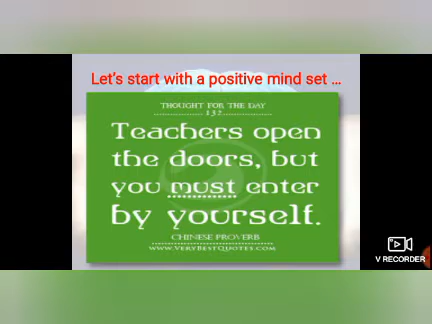 Let's start with a positive mind set ...
THOUGHT FOR THE DAY
137
Teachers open
the doors, but
you must enter
by yourself.
CHINESE PROVERB
WWW.VERYBESTQUOTES.COM
V RECORDER